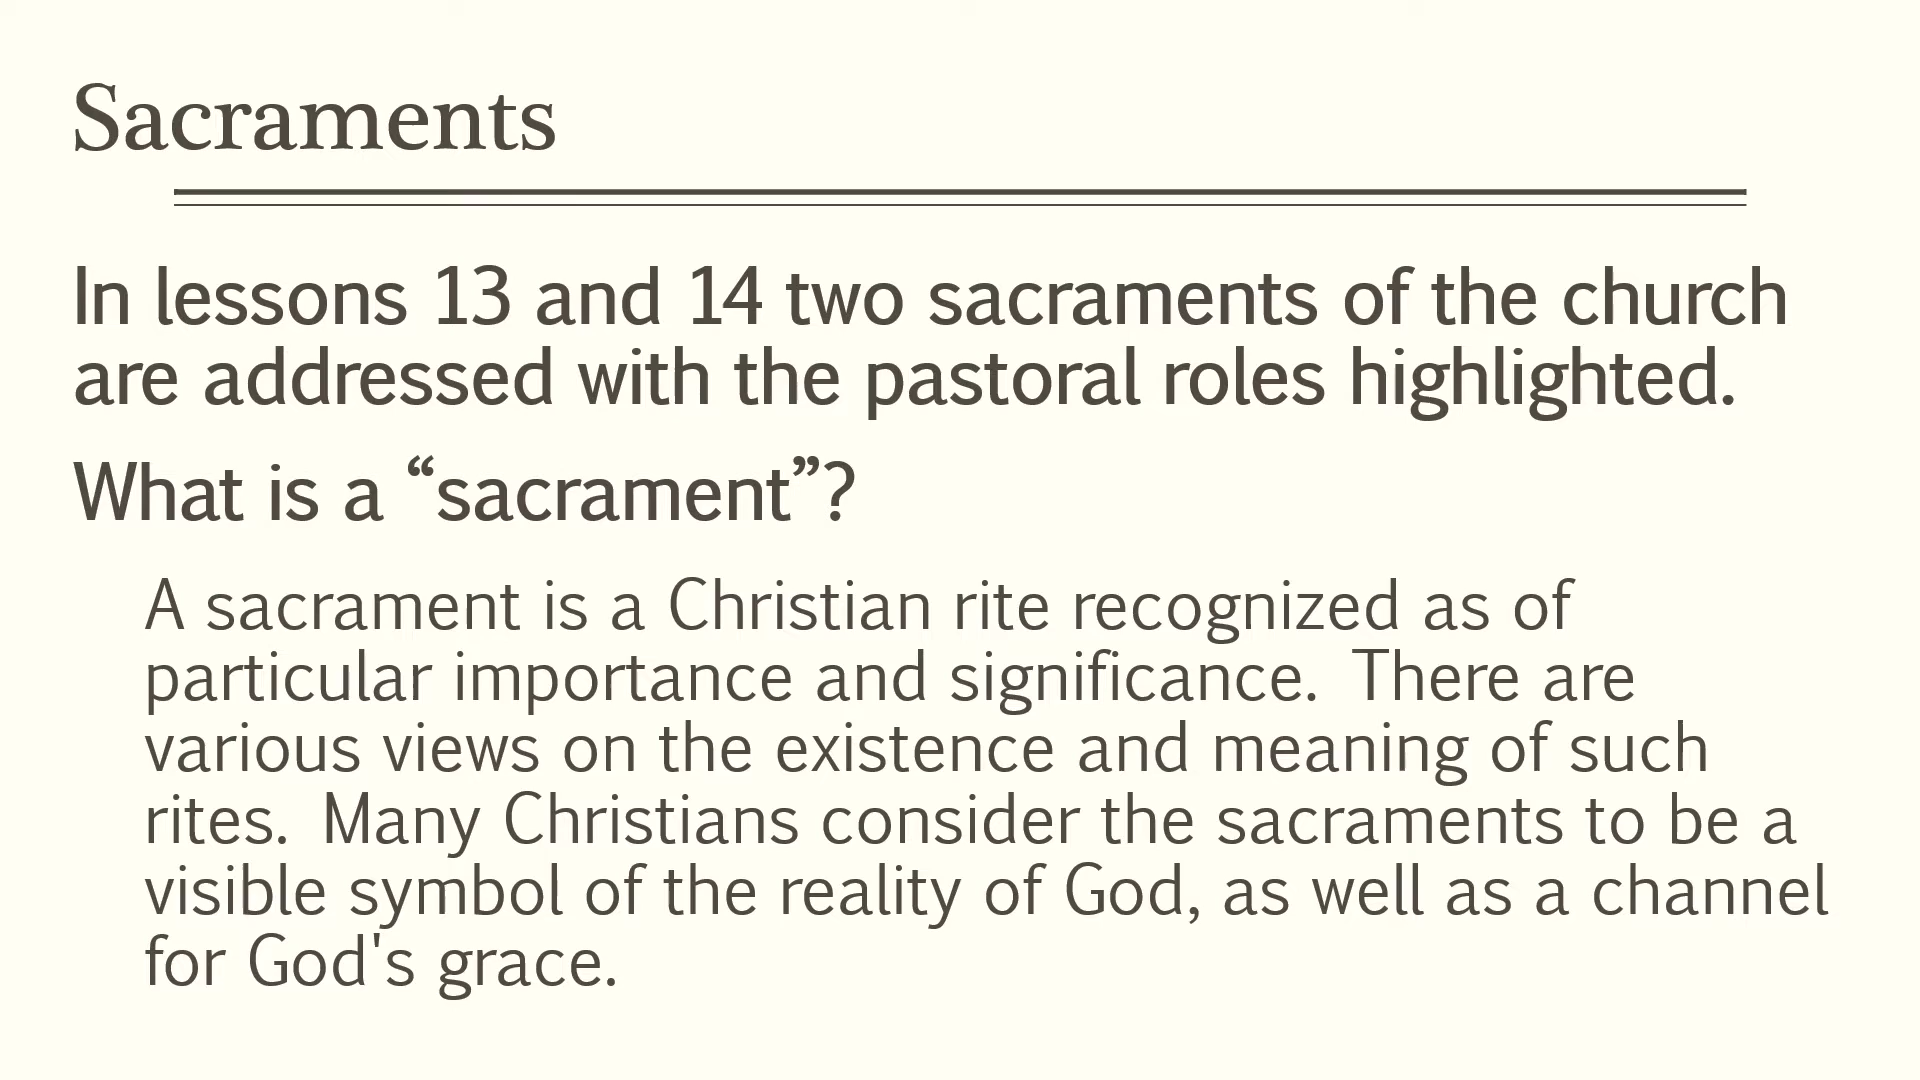 Sacraments
In lessons 13 and 14 two sacraments of the church
are addressed with the pastoral roles highlighted.
What is a “sacrament”?
A sacrament is a Christian rite recognized as of
particular importance and significance.  There are
various views on the existence and meaning of such
rites.  Many Christians consider the sacraments to be a
visible symbol of the reality of God, as well as a channel
for God's grace.